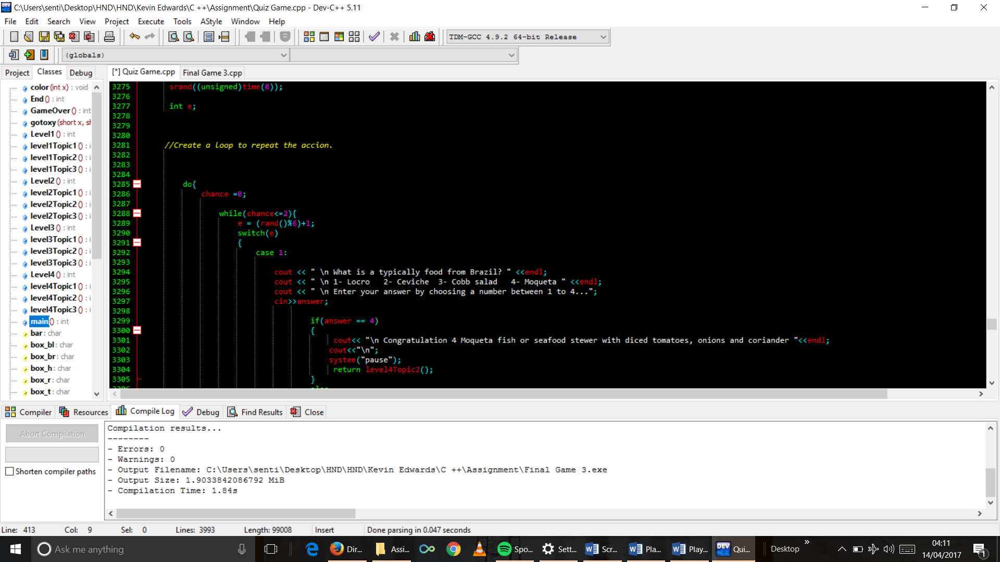 C:\Users\senti\Desktop\HND\HND\Kevin Edwards\C ++\Assignment\Quiz Game.cpp - Dev-C++ 5.11
File Edit Search View Project Execute Tools AStyle Window Help
TDM-GCC 4.9.2 64-bit Release
(globals)
Project Classes Debug
[*] Quiz Game.cpp Final Game 3.cpp
color (int x) : void
End () : int
GameOver () : int
gotoxy (short x, sh
Level1 () : int
level1Topic1 () : i
level1Topic2 () : i
level1Topic3 () : i
Level2 () : int
level2Topic1 () : i
level2Topic2 () : i
level2Topic3 () : i
Level3 () : int
level3Topic1 () : i
level3Topic2 () : i
level3Topic3 () : i
Level4 () : int
level4Topic1 () : i
level4Topic2 () : i
level4Topic3 () : i
main () : int
bar : char
box_bl : char
box_br : char
box_h : char
box_r : char
box_t : char
3275 srand((unsigned)time(0));
3276
3277 int e;
3278
3279
3280
3281 //Create a loop to repeat the accion.
3282
3283
3284
3285 do{
3286 chance =0;
3287
3288 while(chance<=2){
3289 e = (rand()%6)+1;
3290 switch(e)
3291 {
3292 case 1:
3293
3294 cout << " \n What is a typically food from Brazil? " <<endl;
3295 cout << " \n 1- Locro   2- Ceviche  3- Cobb salad   4- Moqueta " <<endl;
3296 cout << " \n Enter your answer by choosing a number between 1 to 4...";
3297 cin>>answer;
3298
3299 if(answer == 4)
3300 {
3301 cout<< "\n Congratulation 4 Moqueta fish or seafood stewer with diced tomatoes, onions and coriander "<<endl;
3302 cout<<"\n";
3303 system("pause");
3304 return level4Topic2();
3305 }
3306 else
Compiler Resources Compile Log Debug Find Results Close
Abort Compilation
Shorten compiler paths
Compilation results...
--------
- Errors: 0
- Warnings: 0
- Output Filename: C:\Users\senti\Desktop\HND\HND\Kevin Edwards\C ++\Assignment\Final Game 3.exe
- Output Size: 1.9033842086792 MiB
- Compilation Time: 1.84s
Line: 413 Col: 9 Sel: 0 Lines: 3993 Length: 99008 Insert Done parsing in 0.047 seconds
Ask me anything
Dir... Assi... Spo... Sett... Scr... Pla... Play... DEV Qui... Desktop
04:11
14/04/2017
1